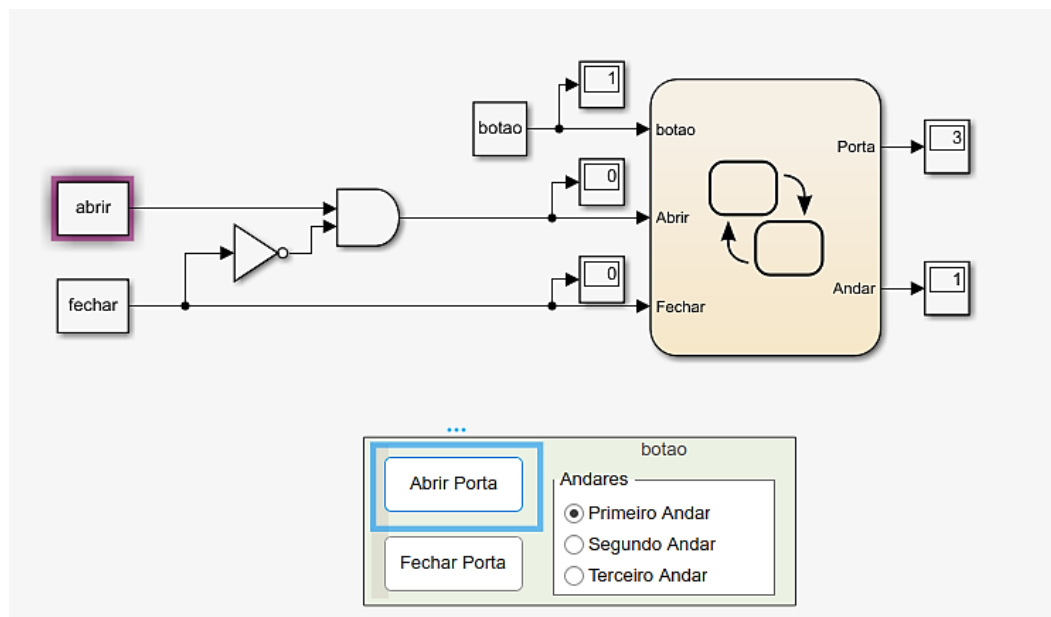 1
botao
botao
Porta
3
abrir
0
Abrir
fechar
0
Fechar
Andar
1
...
botao
Abrir Porta
Fechar Porta
Andares
Primeiro Andar
Segundo Andar
Terceiro Andar